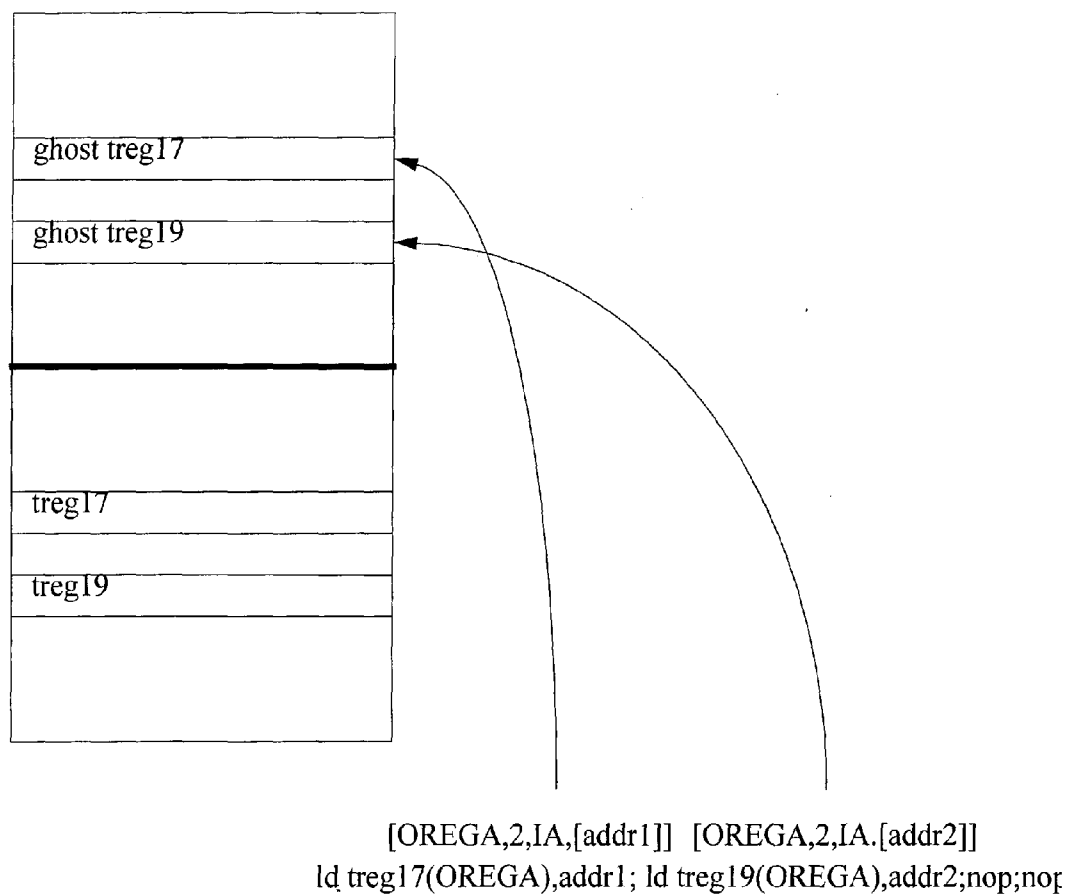 ghost treg17
ghost treg19
treg17
treg19
[OREGA,2,IA,[addr1]] [OREGA,2,IA.[addr2]]
ld treg17(OREGA),addr1; ld treg19(OREGA),addr2;nop;nop